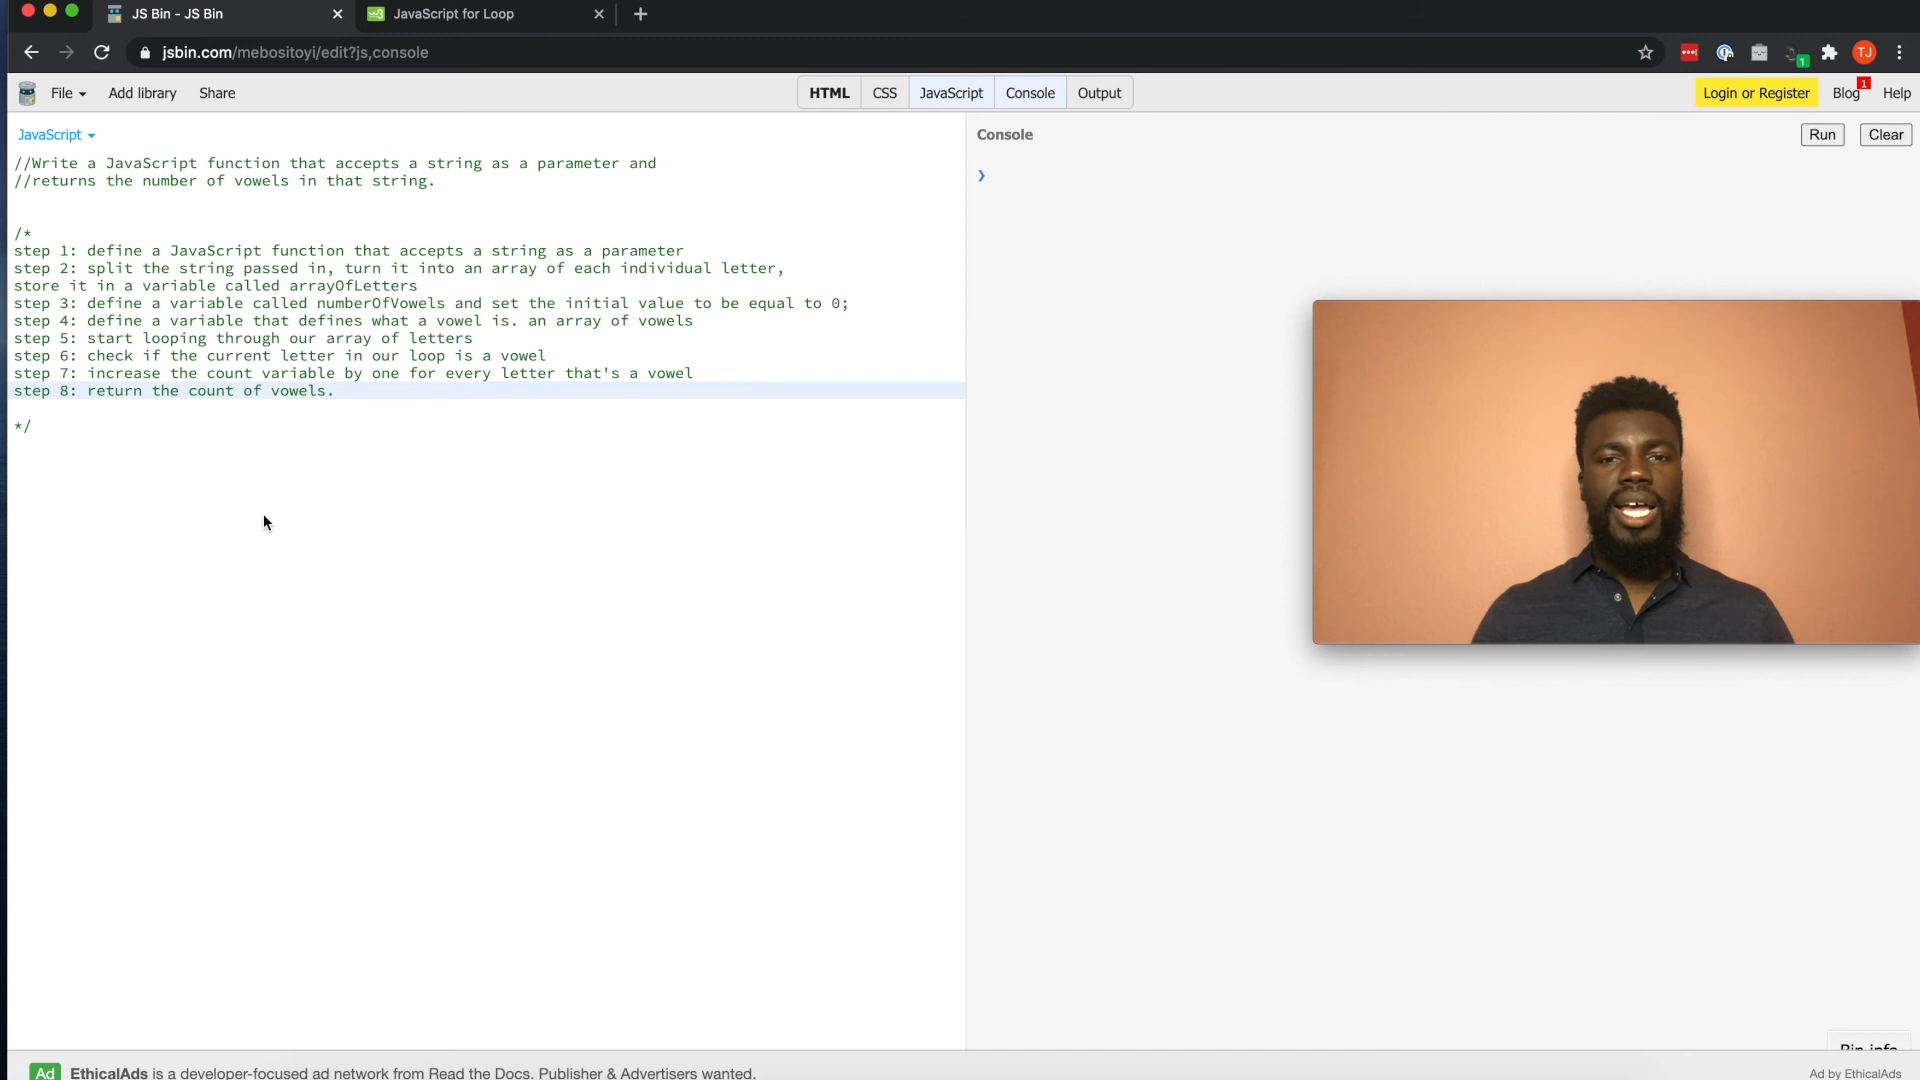 JS Bin - JS Bin
JavaScript for Loop
jsbin.com/mebositoyi/edit?js,console
1
TJ
File
Add library
Share
HTML
CSS
JavaScript
Console
Output
Login or Register
Blog
1
Help
JavaScript
Console
Run
Clear
//Write a JavaScript function that accepts a string as a parameter and
//returns the number of vowels in that string.
/*
step 1: define a JavaScript function that accepts a string as a parameter
step 2: split the string passed in, turn it into an array of each individual letter,
store it in a variable called arrayOfLetters
step 3: define a variable called numberOfVowels and set the initial value to be equal to 0;
step 4: define a variable that defines what a vowel is. an array of vowels
step 5: start looping through our array of letters
step 6: check if the current letter in our loop is a vowel
step 7: increase the count variable by one for every letter that's a vowel
step 8: return the count of vowels.
*/
Bin info
Ad
EthicalAds is a developer-focused ad network from Read the Docs. Publisher & Advertisers wanted.
Ad by EthicalAds